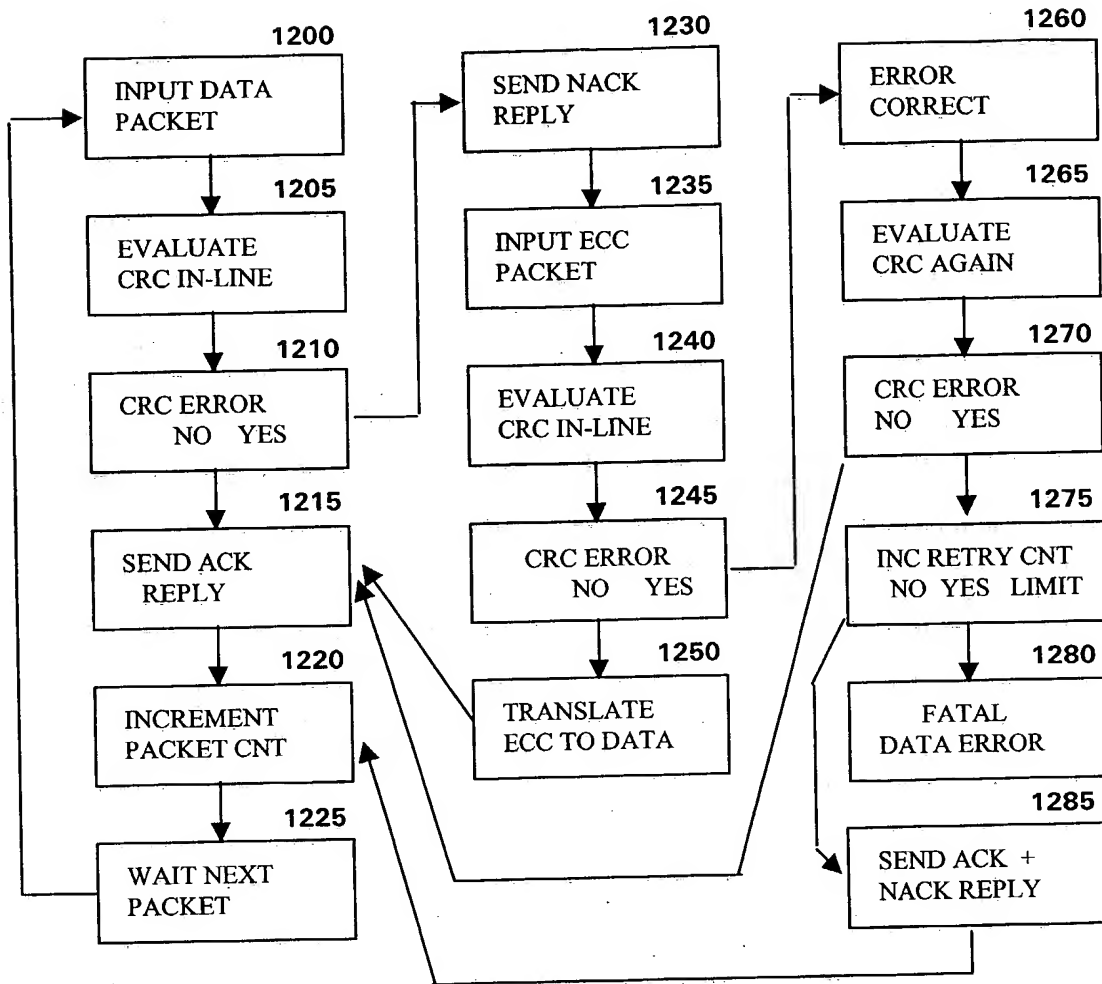 1200
INPUT DATA
PACKET
1205
EVALUATE
CRC IN-LINE
1210
CRC ERROR
NO YES
1215
SEND ACK
REPLY
1220
INCREMENT
PACKET CNT
1225
WAIT NEXT
PACKET
1230
SEND NACK
REPLY
1235
INPUT ECC
PACKET
1240
EVALUATE
CRC IN-LINE
1245
CRC ERROR
NO YES
1250
TRANSLATE
ECC TO DATA
1260
ERROR
CORRECT
1265
EVALUATE
CRC AGAIN
1270
CRC ERROR
NO YES
1275
INC RETRY CNT
NO YES LIMIT
1280
FATAL
DATA ERROR
1285
SEND ACK +
NACK REPLY